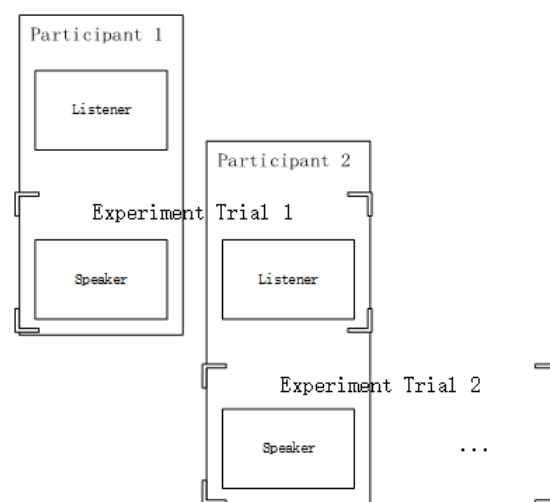 Participant 1
Listener
Participant 2
Experiment Trial 1
Speaker
Listener
Experiment Trial 2
Speaker
...